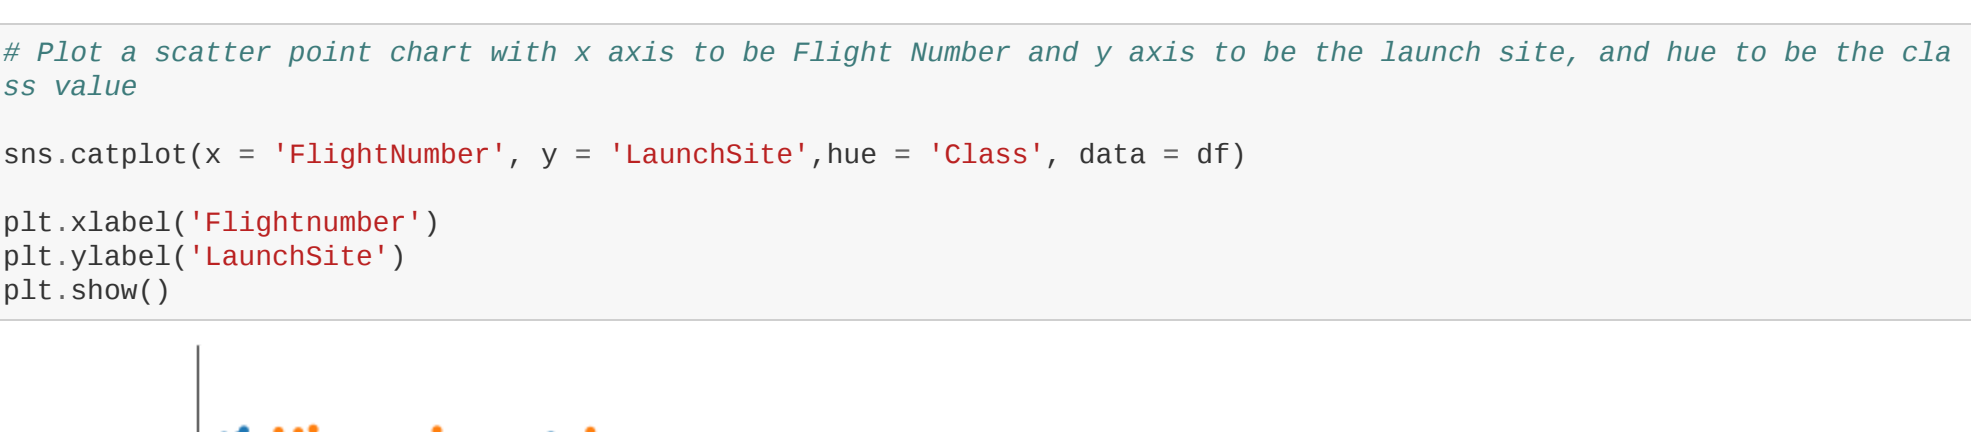 # Plot a scatter point chart with x axis to be Flight Number and y axis to be the launch site, and hue to be the cla
ss value
sns.catplot(x = 'FlightNumber', y = 'LaunchSite',hue = 'Class', data = df)
plt.xlabel('Flightnumber')
plt.ylabel('LaunchSite')
plt.show()